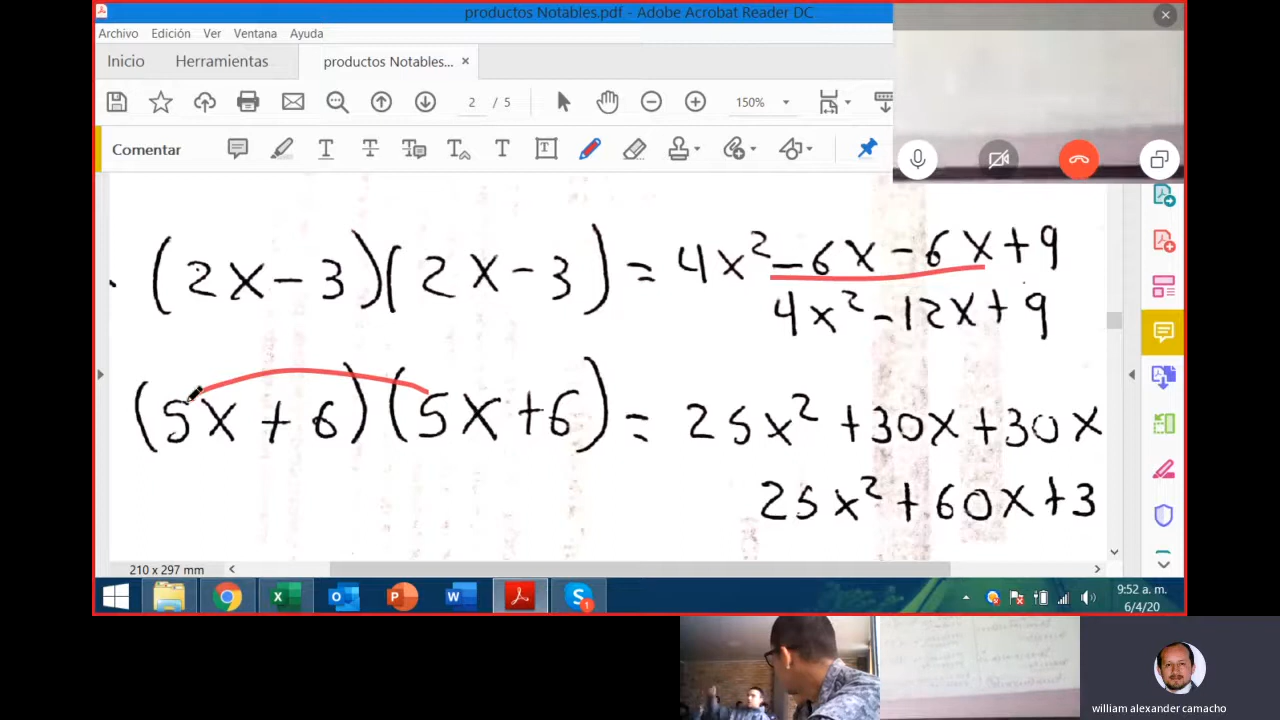 productos Notables.pdf - Adobe Acrobat Reader DC
Archivo Edición Ver Ventana Ayuda
Inicio Herramientas productos Notables... ×
2 / 5 150%
Comentar
(2x-3)(2x-3) = 4x²-6x-6x+9
4x²-12x+9
(5x+6)(5x+6) = 25x²+30x+30x
25x²+60x+3
210 x 297 mm
9:52 a. m.
6/4/20
william alexander camacho